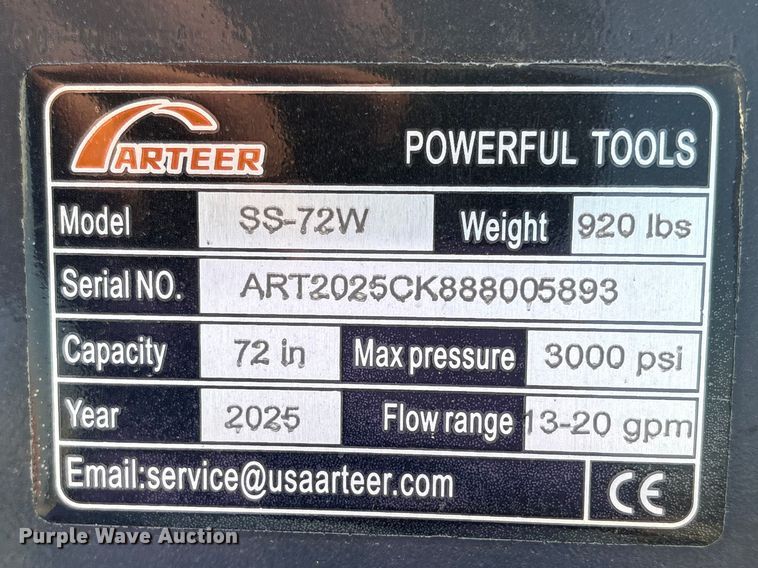 ARTEER POWERFUL TOOLS
Model SS-72W Weight 920 lbs
Serial NO. ART2025CK888005893
Capacity 72 in Max pressure 3000 psi
Year 2025 Flow range 13-20 gpm
Email:service@usaarteer.com CE
Purple Wave Auction